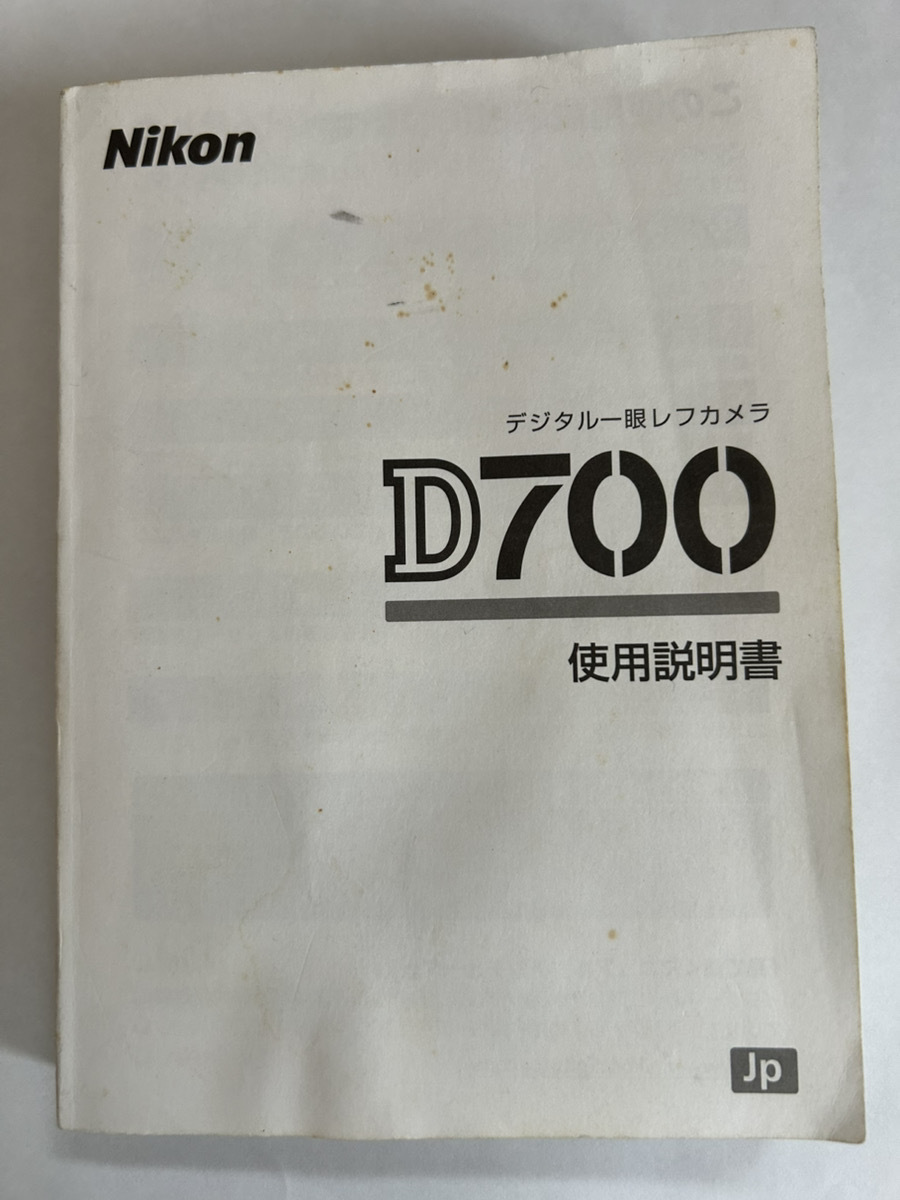 Nikon
デジタル一眼レフカメラ
D700
使用説明書
Jp